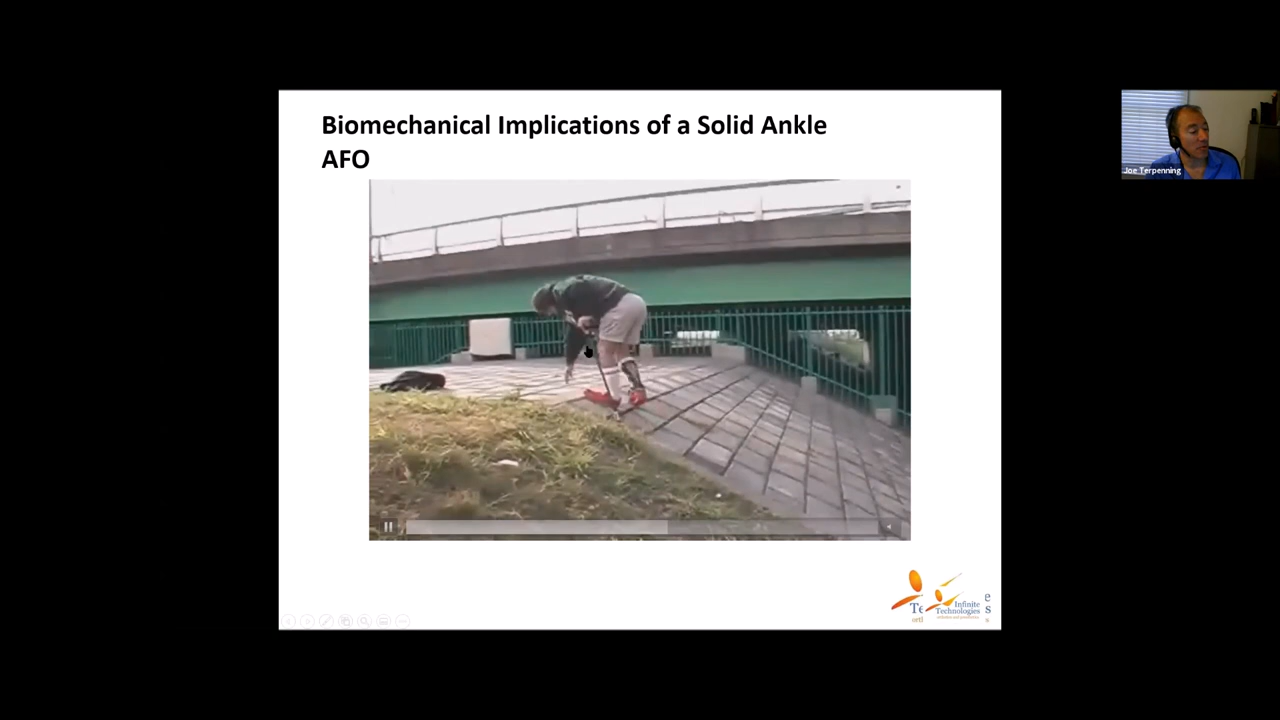 Biomechanical Implications of a Solid Ankle
AFO
Joe Terpenning
Infinite
Technologies